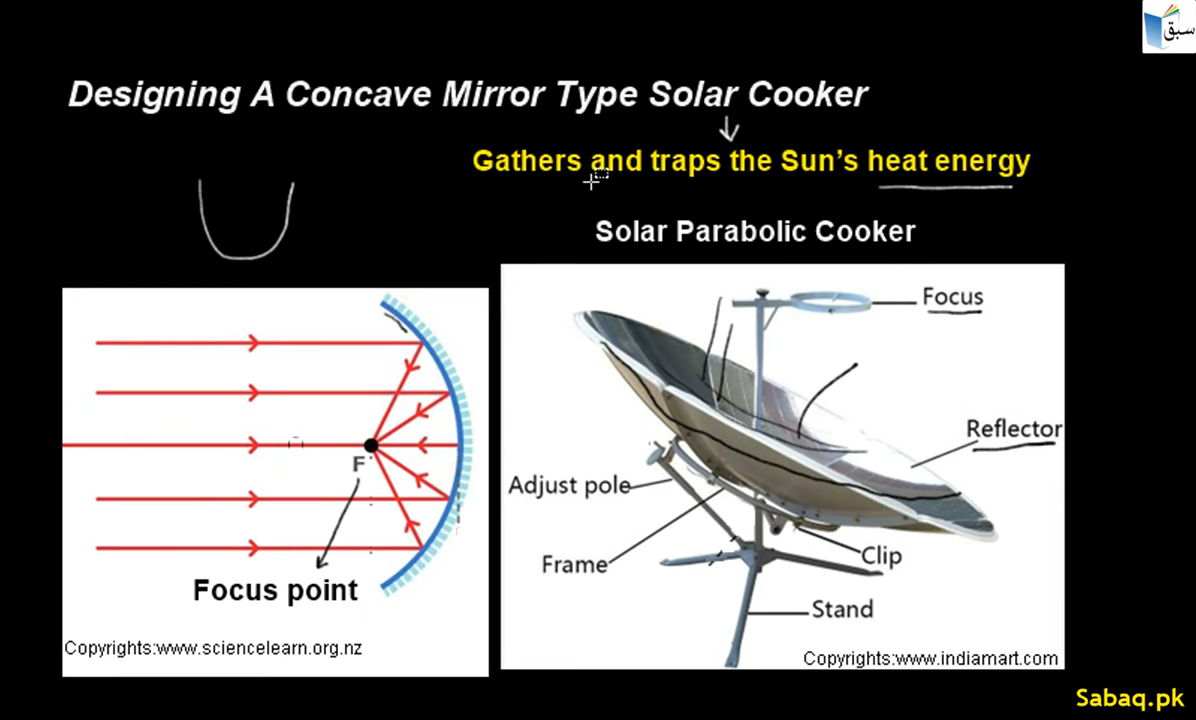 سبق
Designing A Concave Mirror Type Solar Cooker
Gathers and traps the Sun's heat energy
Solar Parabolic Cooker
F
Focus point
Copyrights:www.sciencelearn.org.nz
Focus
Reflector
Adjust pole
Frame
Clip
Stand
Copyrights:www.indiamart.com
Sabaq.pk